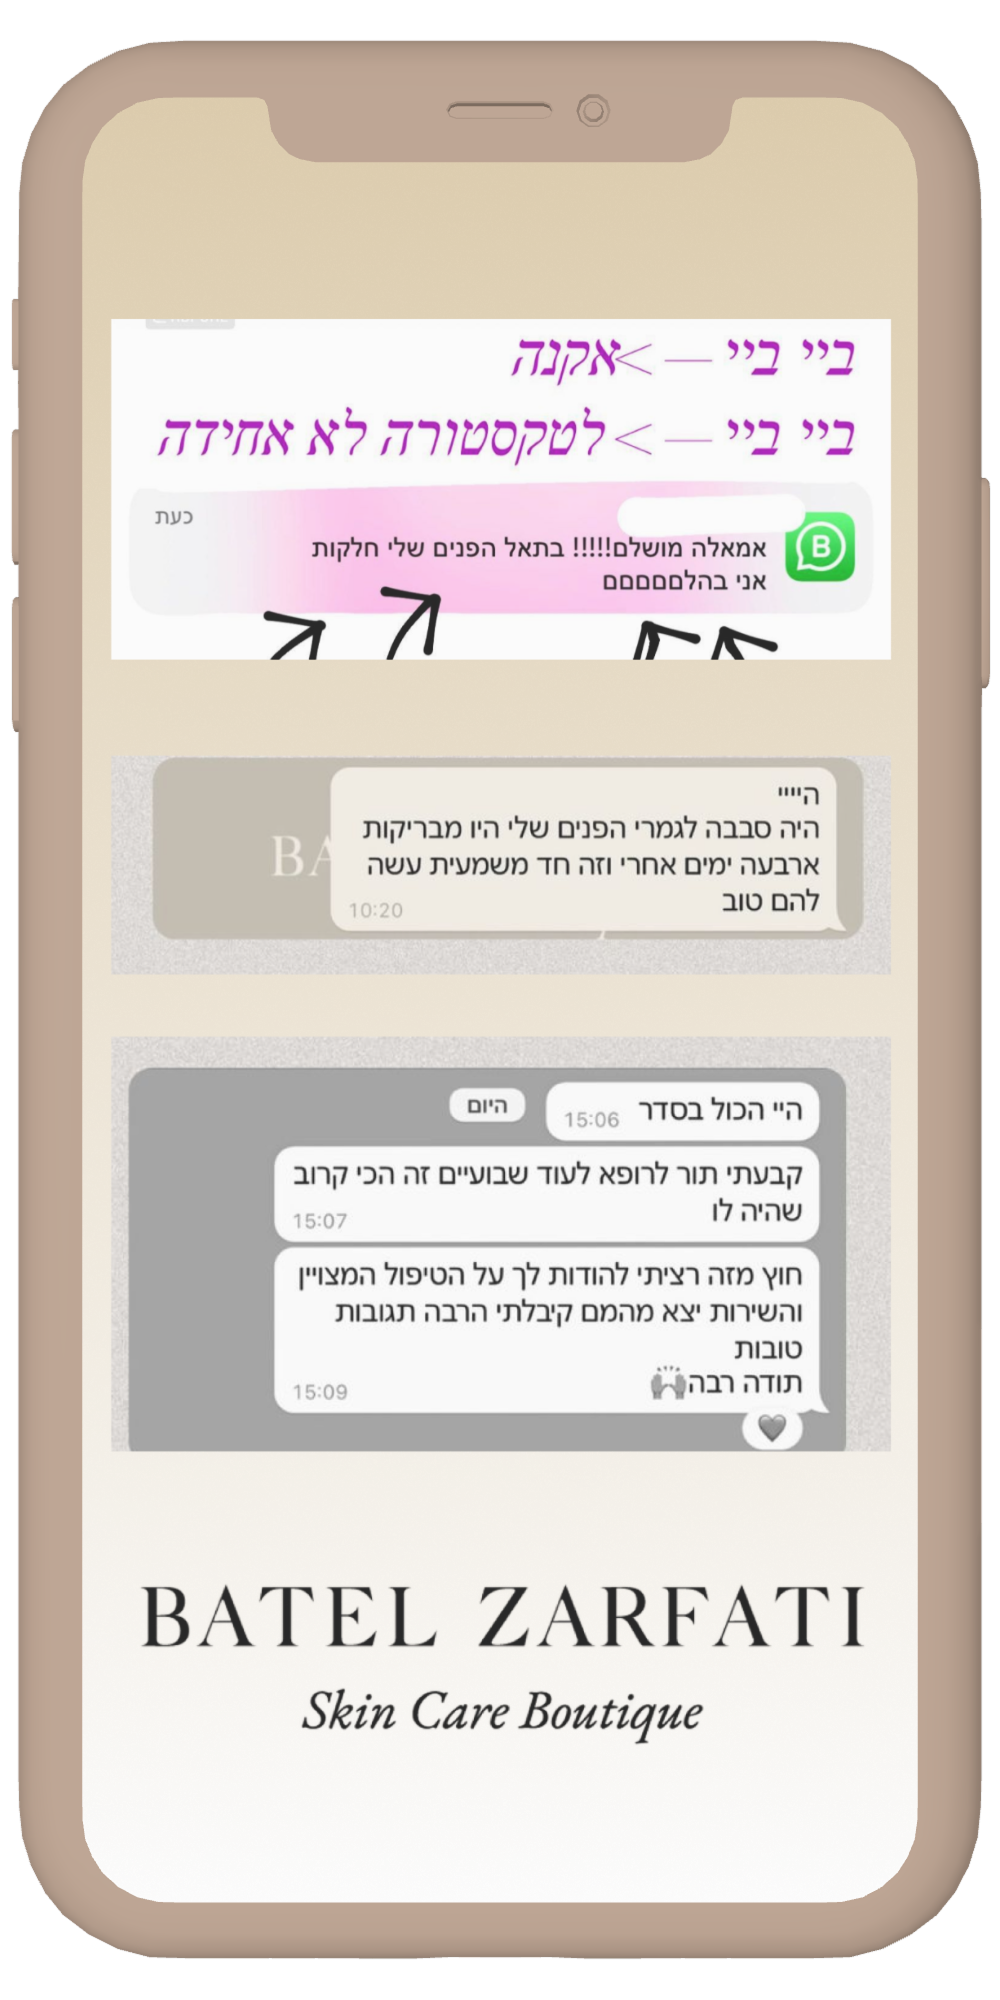 ביי ביי —>אקנה
ביי ביי —>לטקסטורה לא אחידה
כעת
אמאלה מושלם!!!!! בתאל הפנים שלי חלקות
אני בהלםםםםם
היייי
היה סבבה לגמרי הפנים שלי היו מבריקות
ארבעה ימים אחרי וזה חד משמעית עשה
להם טוב
10:20
BA
היום
היי הכול בסדר 15:06
קבעתי תור לרופא לעוד שבועיים זה הכי קרוב
שהיה לו
15:07
חוץ מזה רציתי להודות לך על הטיפול המצויין
והשירות יצא מהמם קיבלתי הרבה תגובות
טובות
תודה רבה🙌
15:09
BATEL ZARFATI
Skin Care Boutique